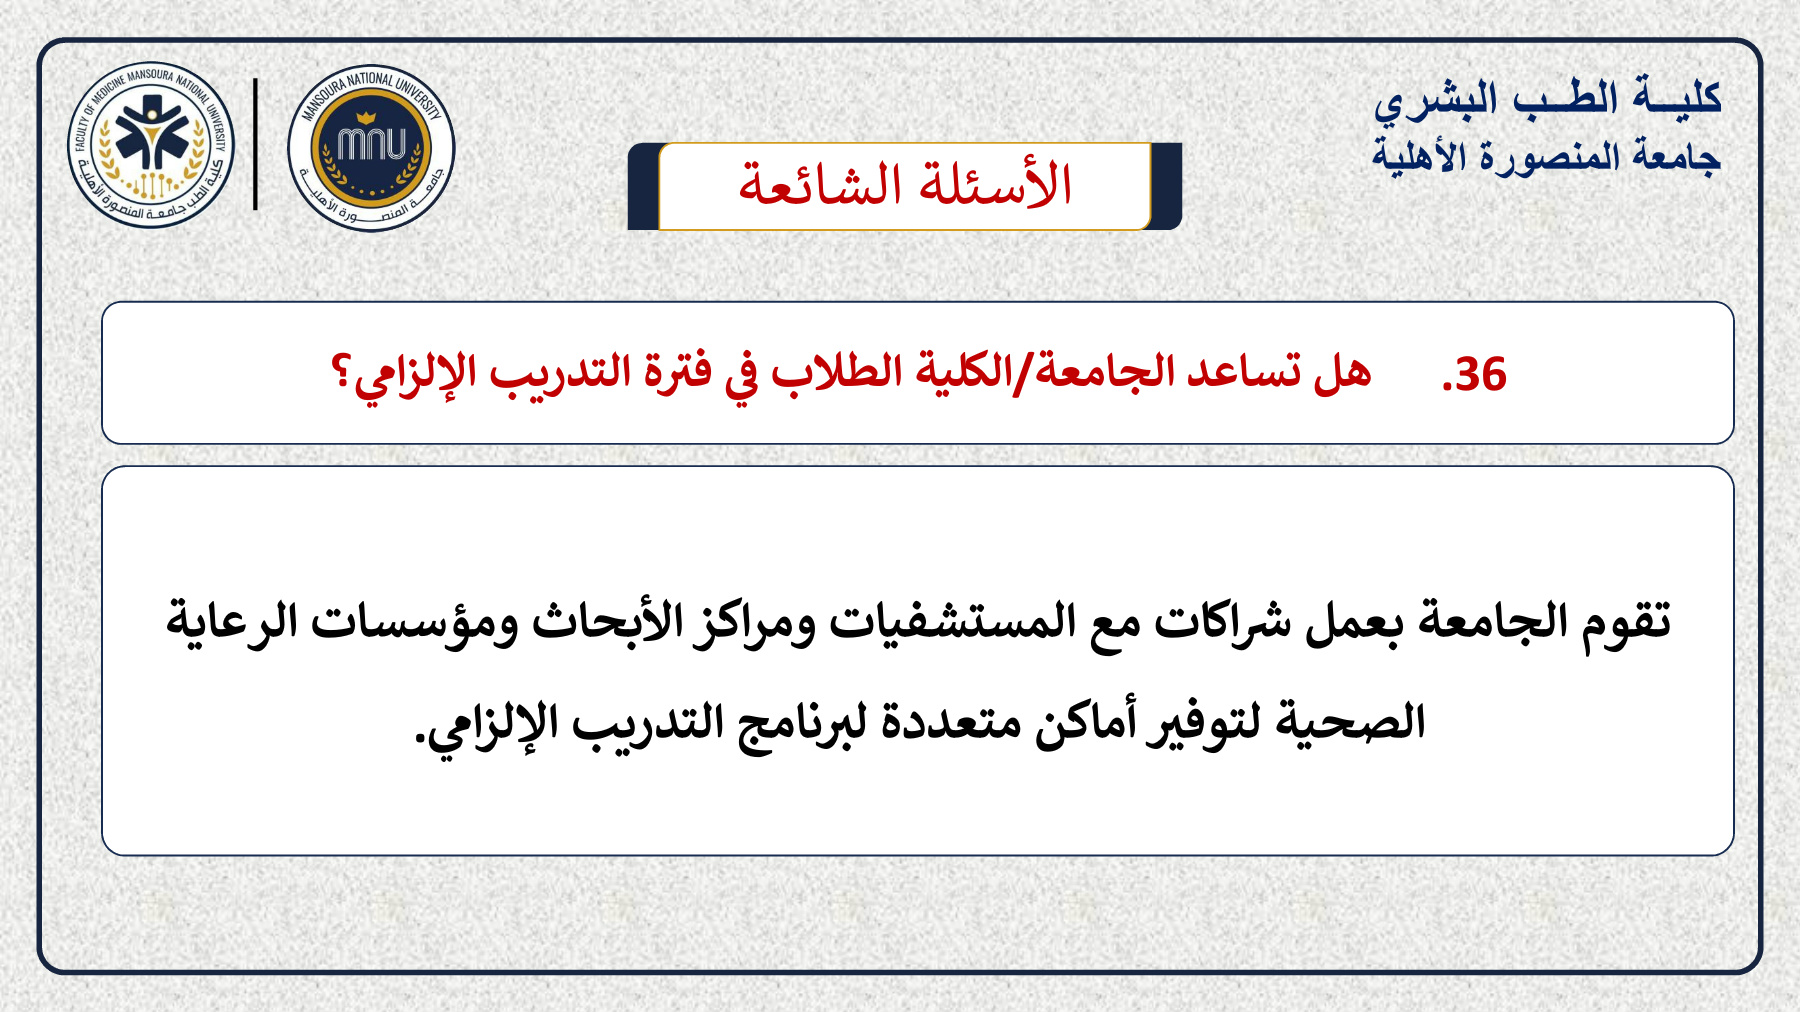 كليـــة الطـــب البشري
جامعة المنصورة الأهلية
FACULTY OF MEDICINE MANSOURA NATIONAL UNIVERSITY
كلية الطب جامعة المنصورة الأهلية
MANSOURA NATIONAL UNIVERSITY
mnu
جامعة المنصورة الأهلية
الأسئلة الشائعة
36. هل تساعد الجامعة/الكلية الطلاب في فترة التدريب الإلزامي؟
تقوم الجامعة بعمل شراكات مع المستشفيات ومراكز الأبحاث ومؤسسات الرعاية
الصحية لتوفير أماكن متعددة لبرنامج التدريب الإلزامي.